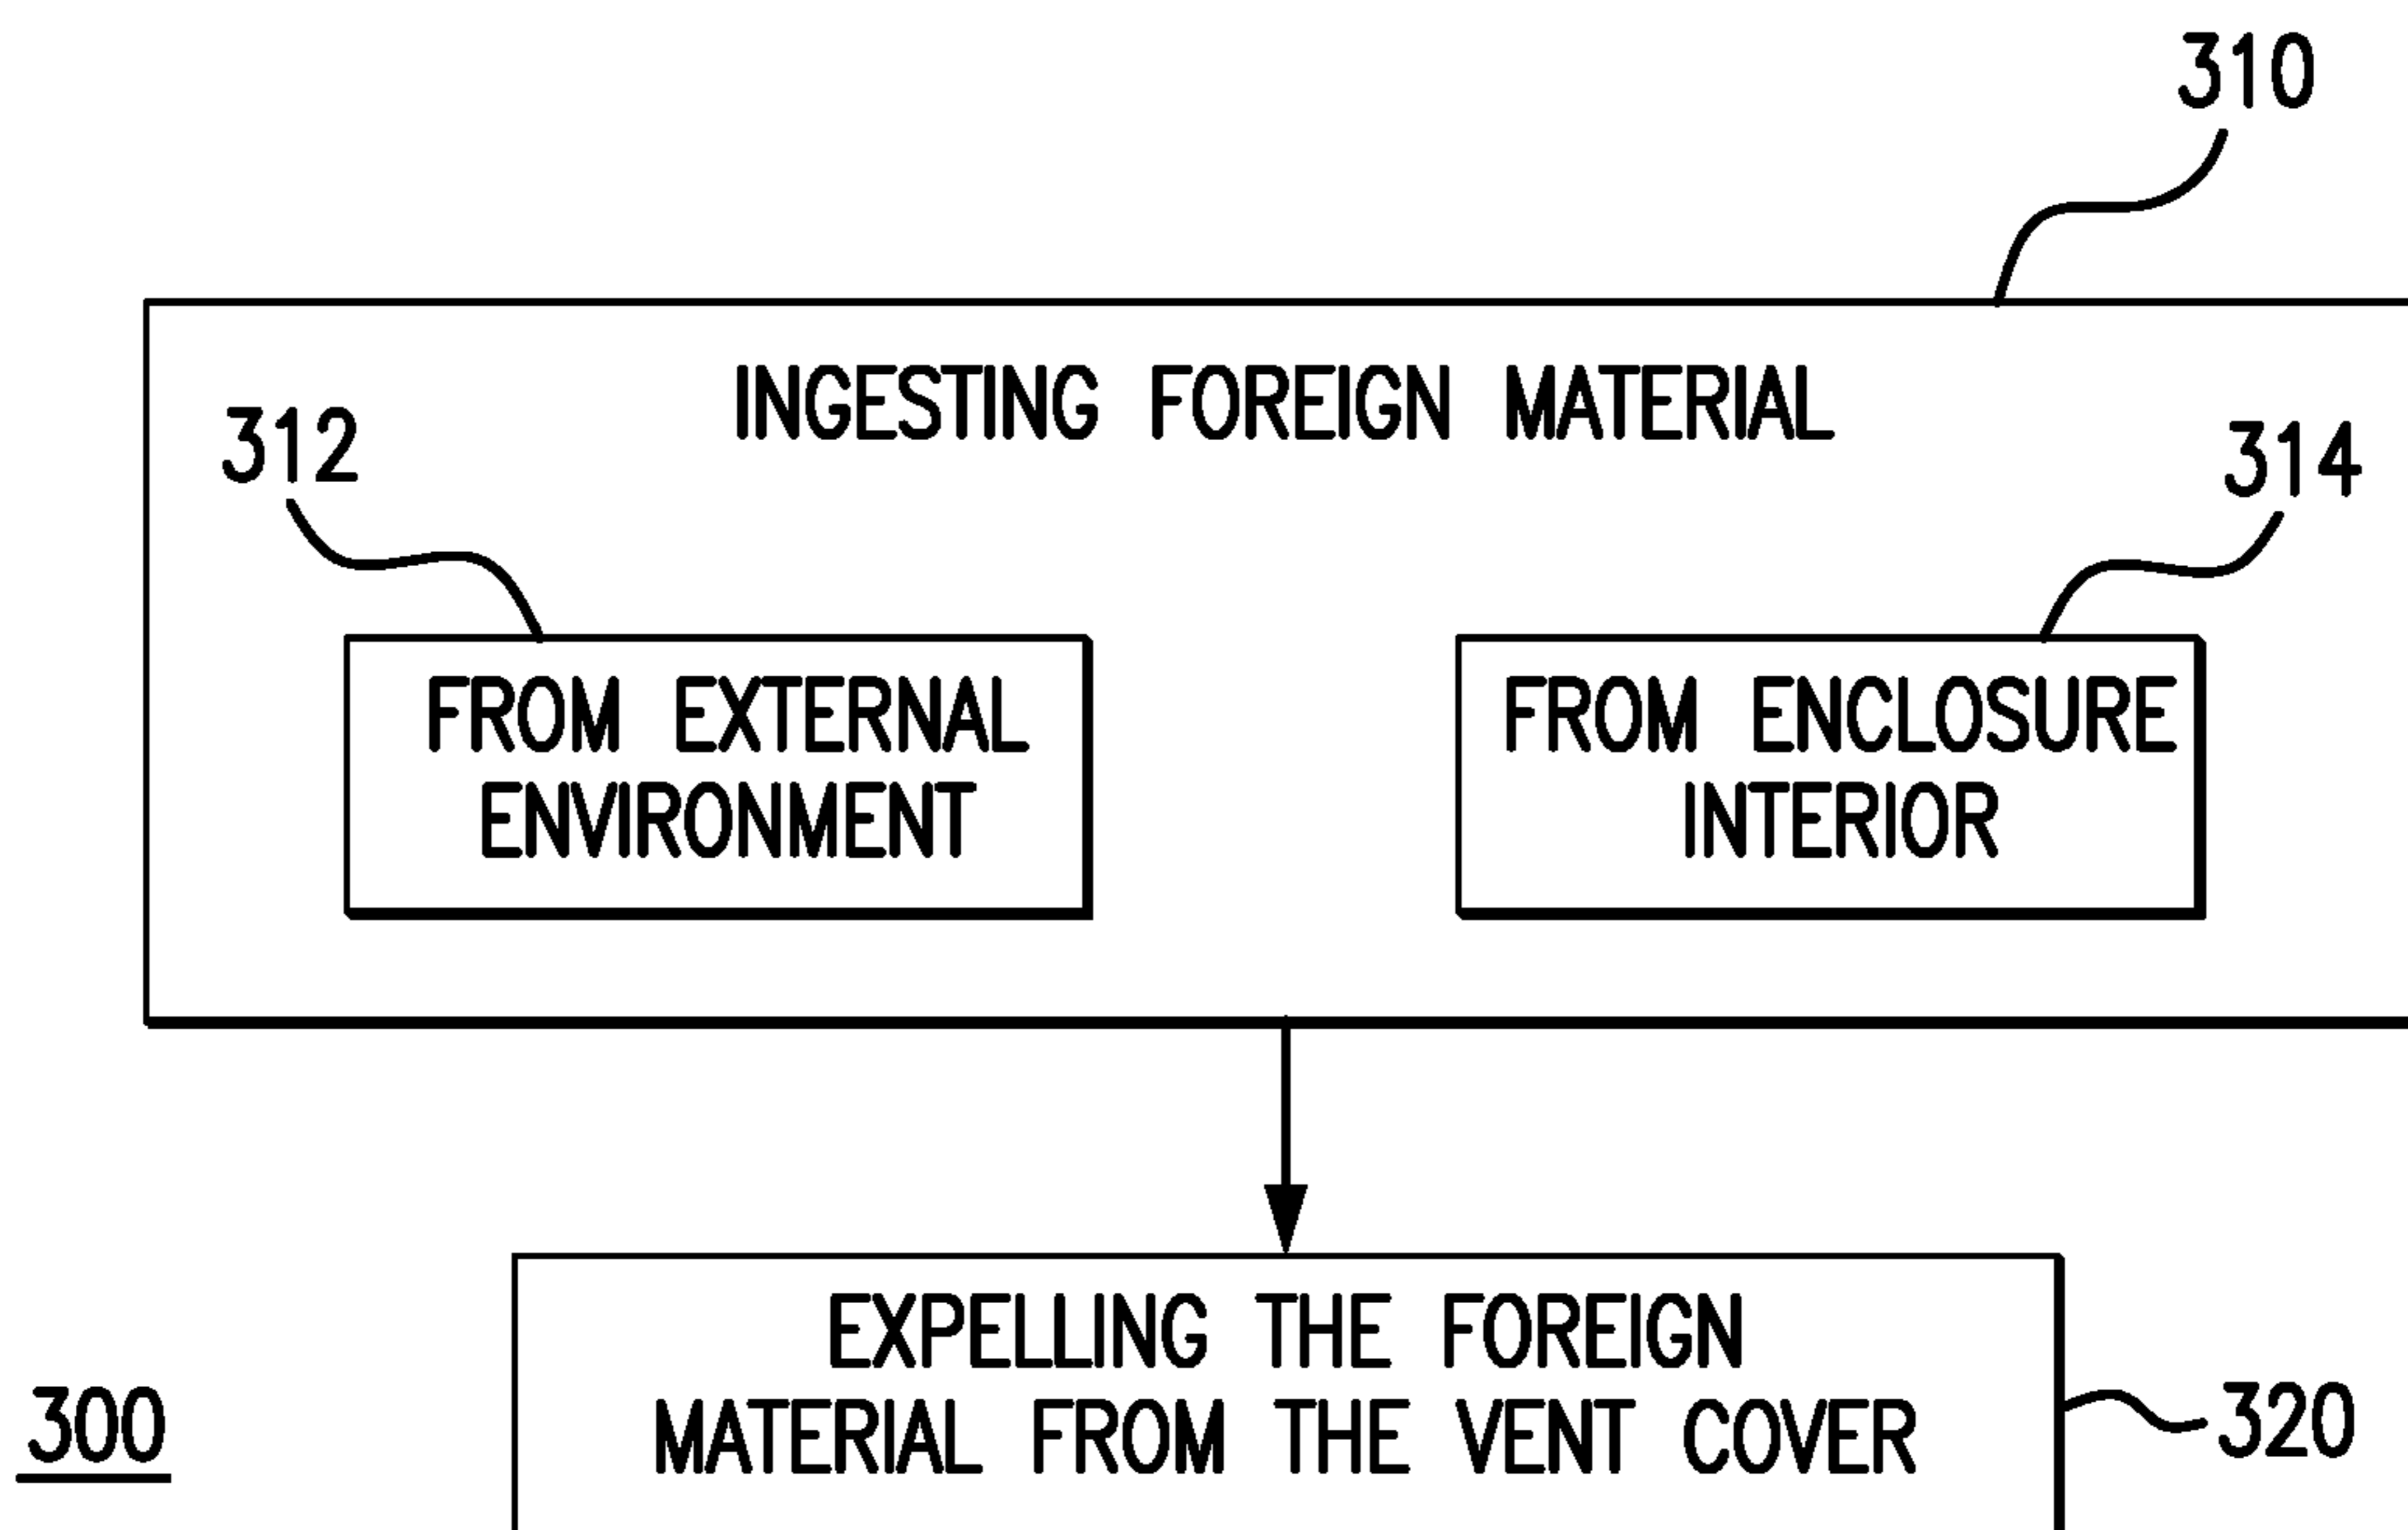 310
INGESTING FOREIGN MATERIAL
312
314
FROM EXTERNAL
ENVIRONMENT
FROM ENCLOSURE
INTERIOR
EXPELLING THE FOREIGN
MATERIAL FROM THE VENT COVER
300
320